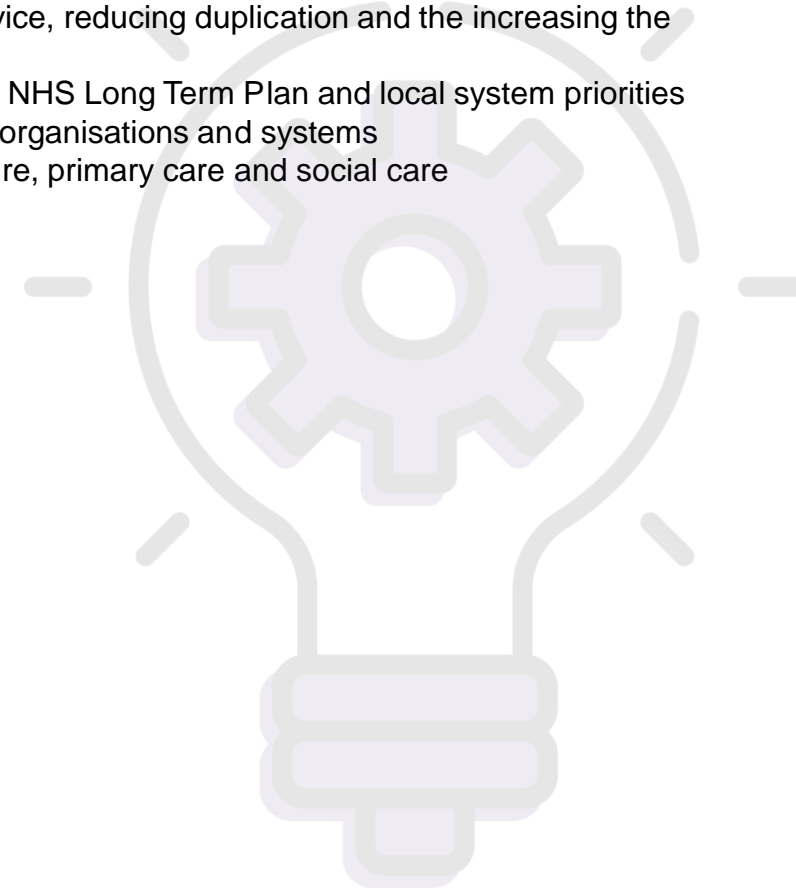 vice, reducing duplication and the increasing the
NHS Long Term Plan and local system priorities
organisations and systems
re, primary care and social care